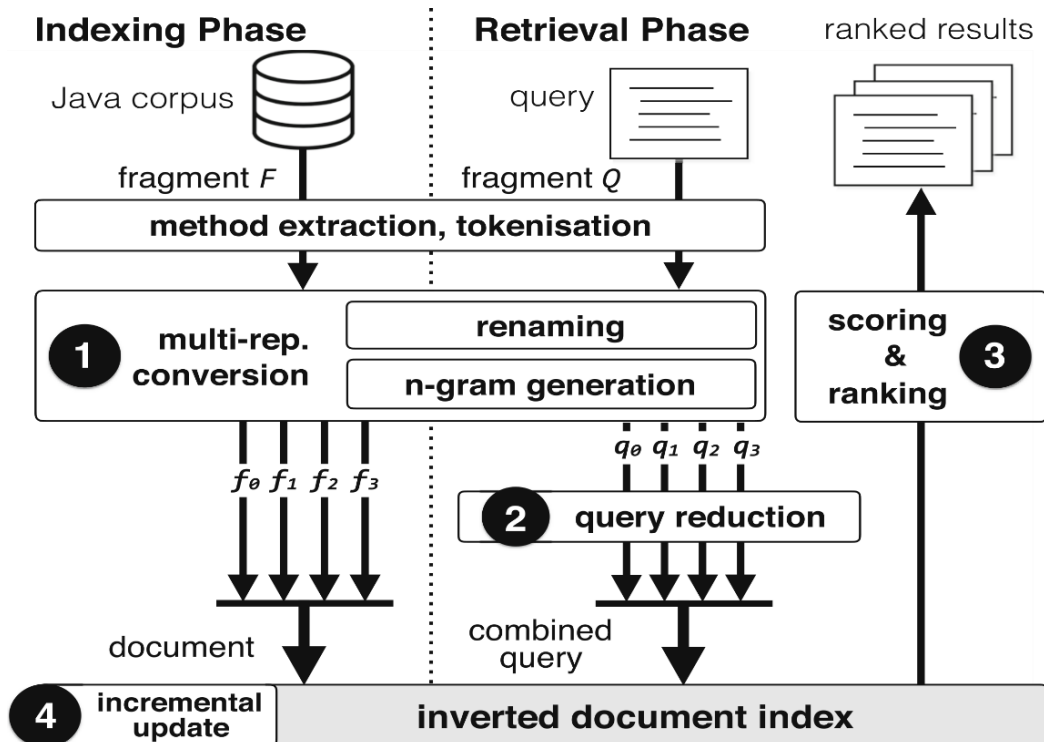 Indexing Phase
Retrieval Phase
ranked results
Java corpus
query
fragment F
fragment Q
method extraction, tokenisation
1
multi-rep.
conversion
renaming
n-gram generation
scoring
&
ranking
3
f₀ f₁ f₂ f₃
q₀ q₁ q₂ q₃
2
query reduction
document
combined
query
4
incremental
update
inverted document index